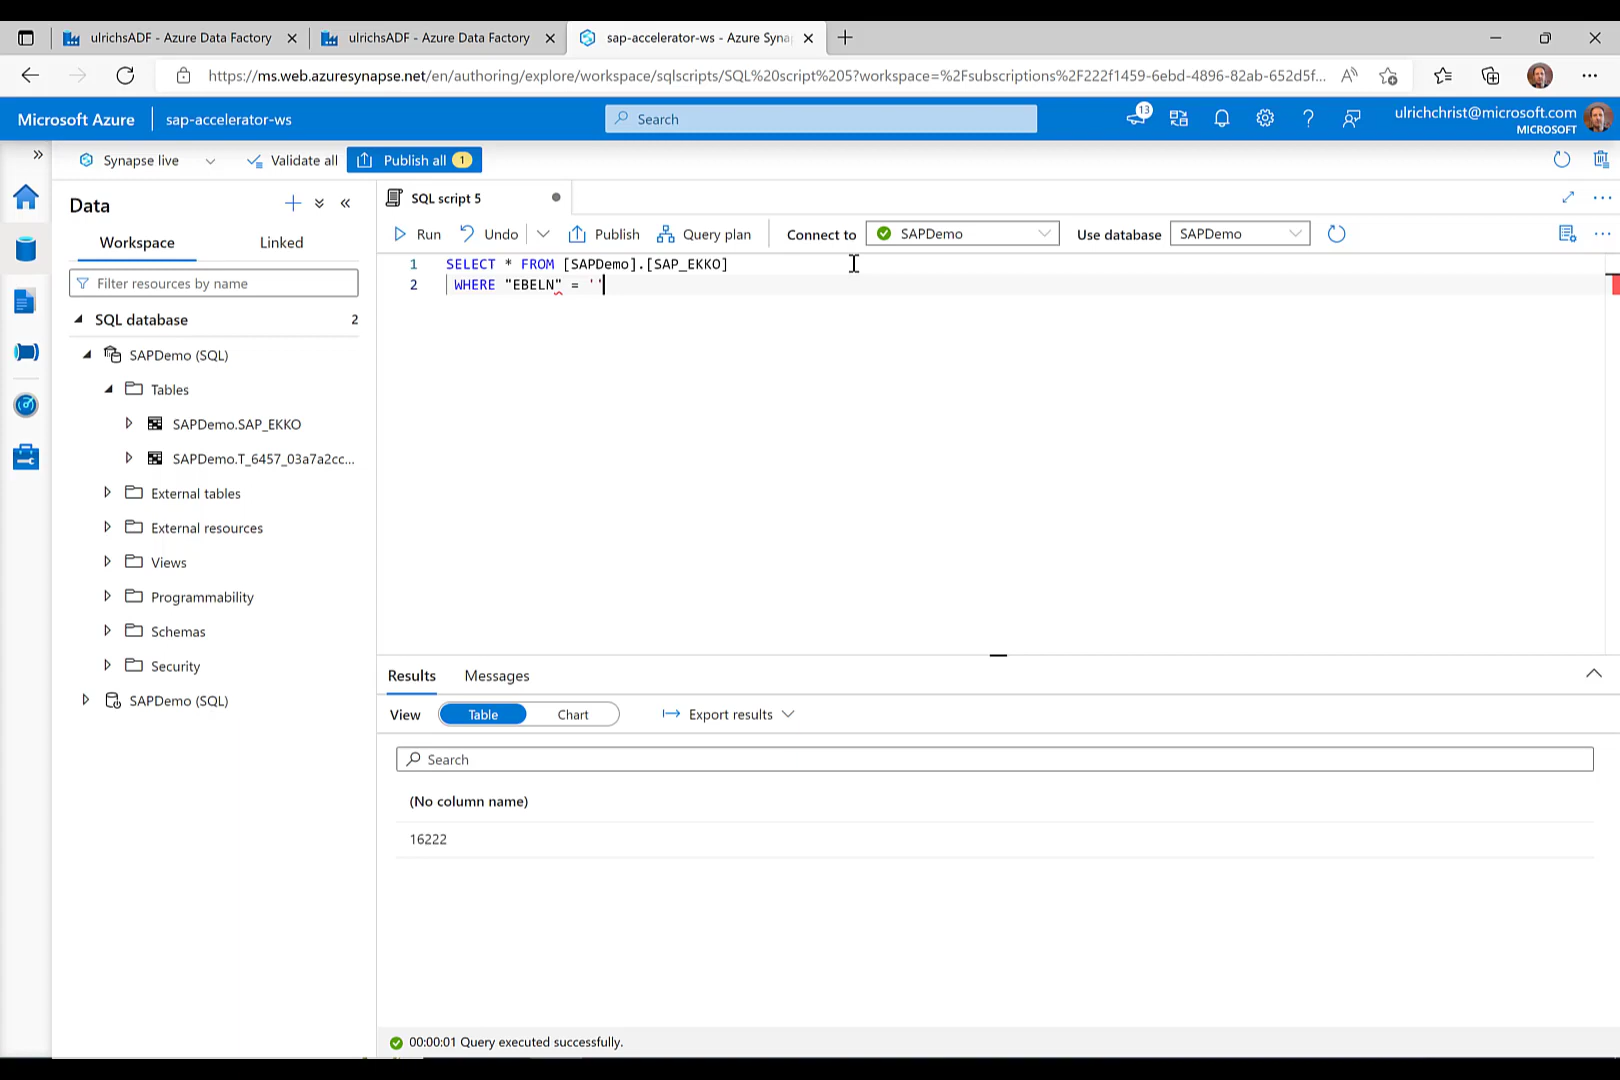 ulrichsADF - Azure Data Factory
ulrichsADF - Azure Data Factory
sap-accelerator-ws - Azure Syna
https://ms.web.azuresynapse.net/en/authoring/explore/workspace/sqlscripts/SQL%20script%205?workspace=%2Fsubscriptions%2F222f1459-6ebd-4896-82ab-652d5f...
Microsoft Azure
sap-accelerator-ws
Search
13
ulrichchrist@microsoft.com
MICROSOFT
Synapse live
Validate all
Publish all 1
Data
Workspace
Linked
Filter resources by name
SQL database 2
SAPDemo (SQL)
Tables
SAPDemo.SAP_EKKO
SAPDemo.T_6457_03a7a2cc...
External tables
External resources
Views
Programmability
Schemas
Security
SAPDemo (SQL)
SQL script 5
Run
Undo
Publish
Query plan
Connect to
SAPDemo
Use database
SAPDemo
1 SELECT * FROM [SAPDemo].[SAP_EKKO]
2 WHERE "EBELN" = ''
Results
Messages
View
Table
Chart
Export results
Search
(No column name)
16222
00:00:01 Query executed successfully.